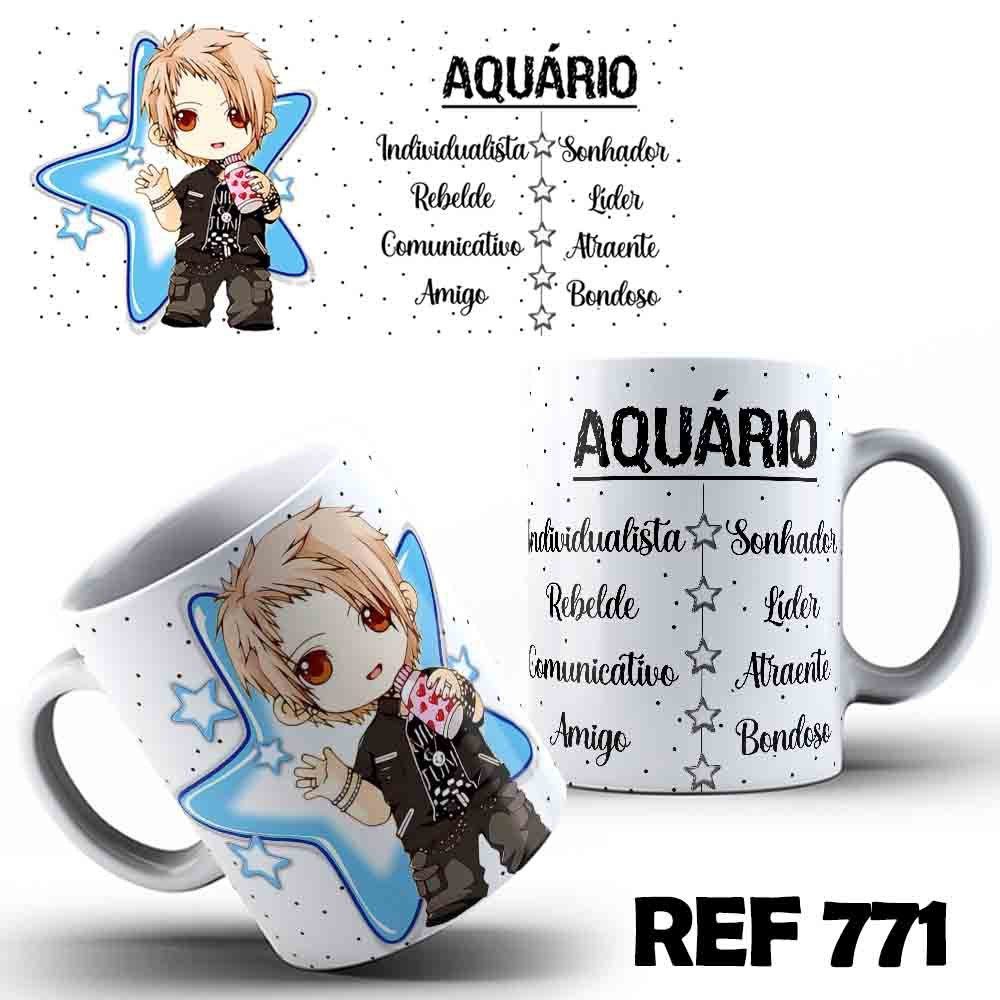 AQUÁRIO
Individualista Sonhador
Rebelde Líder
Comunicativo Atraente
Amigo Bondoso
AQUÁRIO
Individualista Sonhador
Rebelde Líder
Comunicativo Atraente
Amigo Bondoso
REF 771